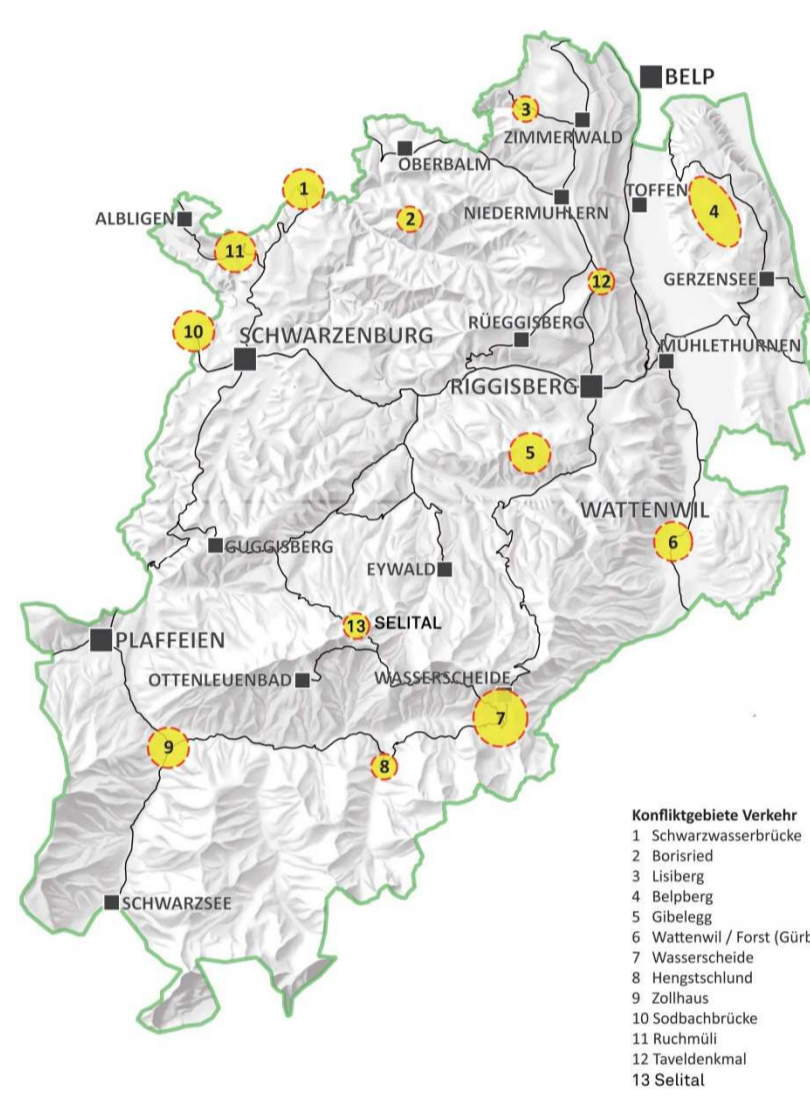 BELP
3
ZIMMERWALD
OBERBALM
1
TOFFEN
ALBLIGEN
2
NIEDERMUHLERN
4
11
12
GERZENSEE
10
RÜEGGISBERG
SCHWARZENBURG
MÜHLETHURNEN
RIGGISBERG
5
WATTENWIL
6
GUGGISBERG
EYWALD
13 SELITAL
PLAFFEIEN
OTTENLEUENBAD
WASSERSCHEIDE
7
9
8
SCHWARZSEE
Konfliktgebiete Verkehr
1 Schwarzwasserbrücke
2 Borisried
3 Lisiberg
4 Belpberg
5 Gibelegg
6 Wattenwil / Forst (Gürb
7 Wasserscheide
8 Hengstschlund
9 Zollhaus
10 Sodbachbrücke
11 Ruchmüli
12 Taveldenkmal
13 Selital